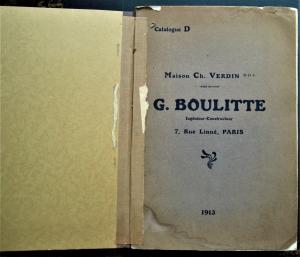 Catalogue D
Maison Ch. VERDIN
G. BOULITTE
Ingénieur-Constructeur
7, Rue Linné, PARIS
1913